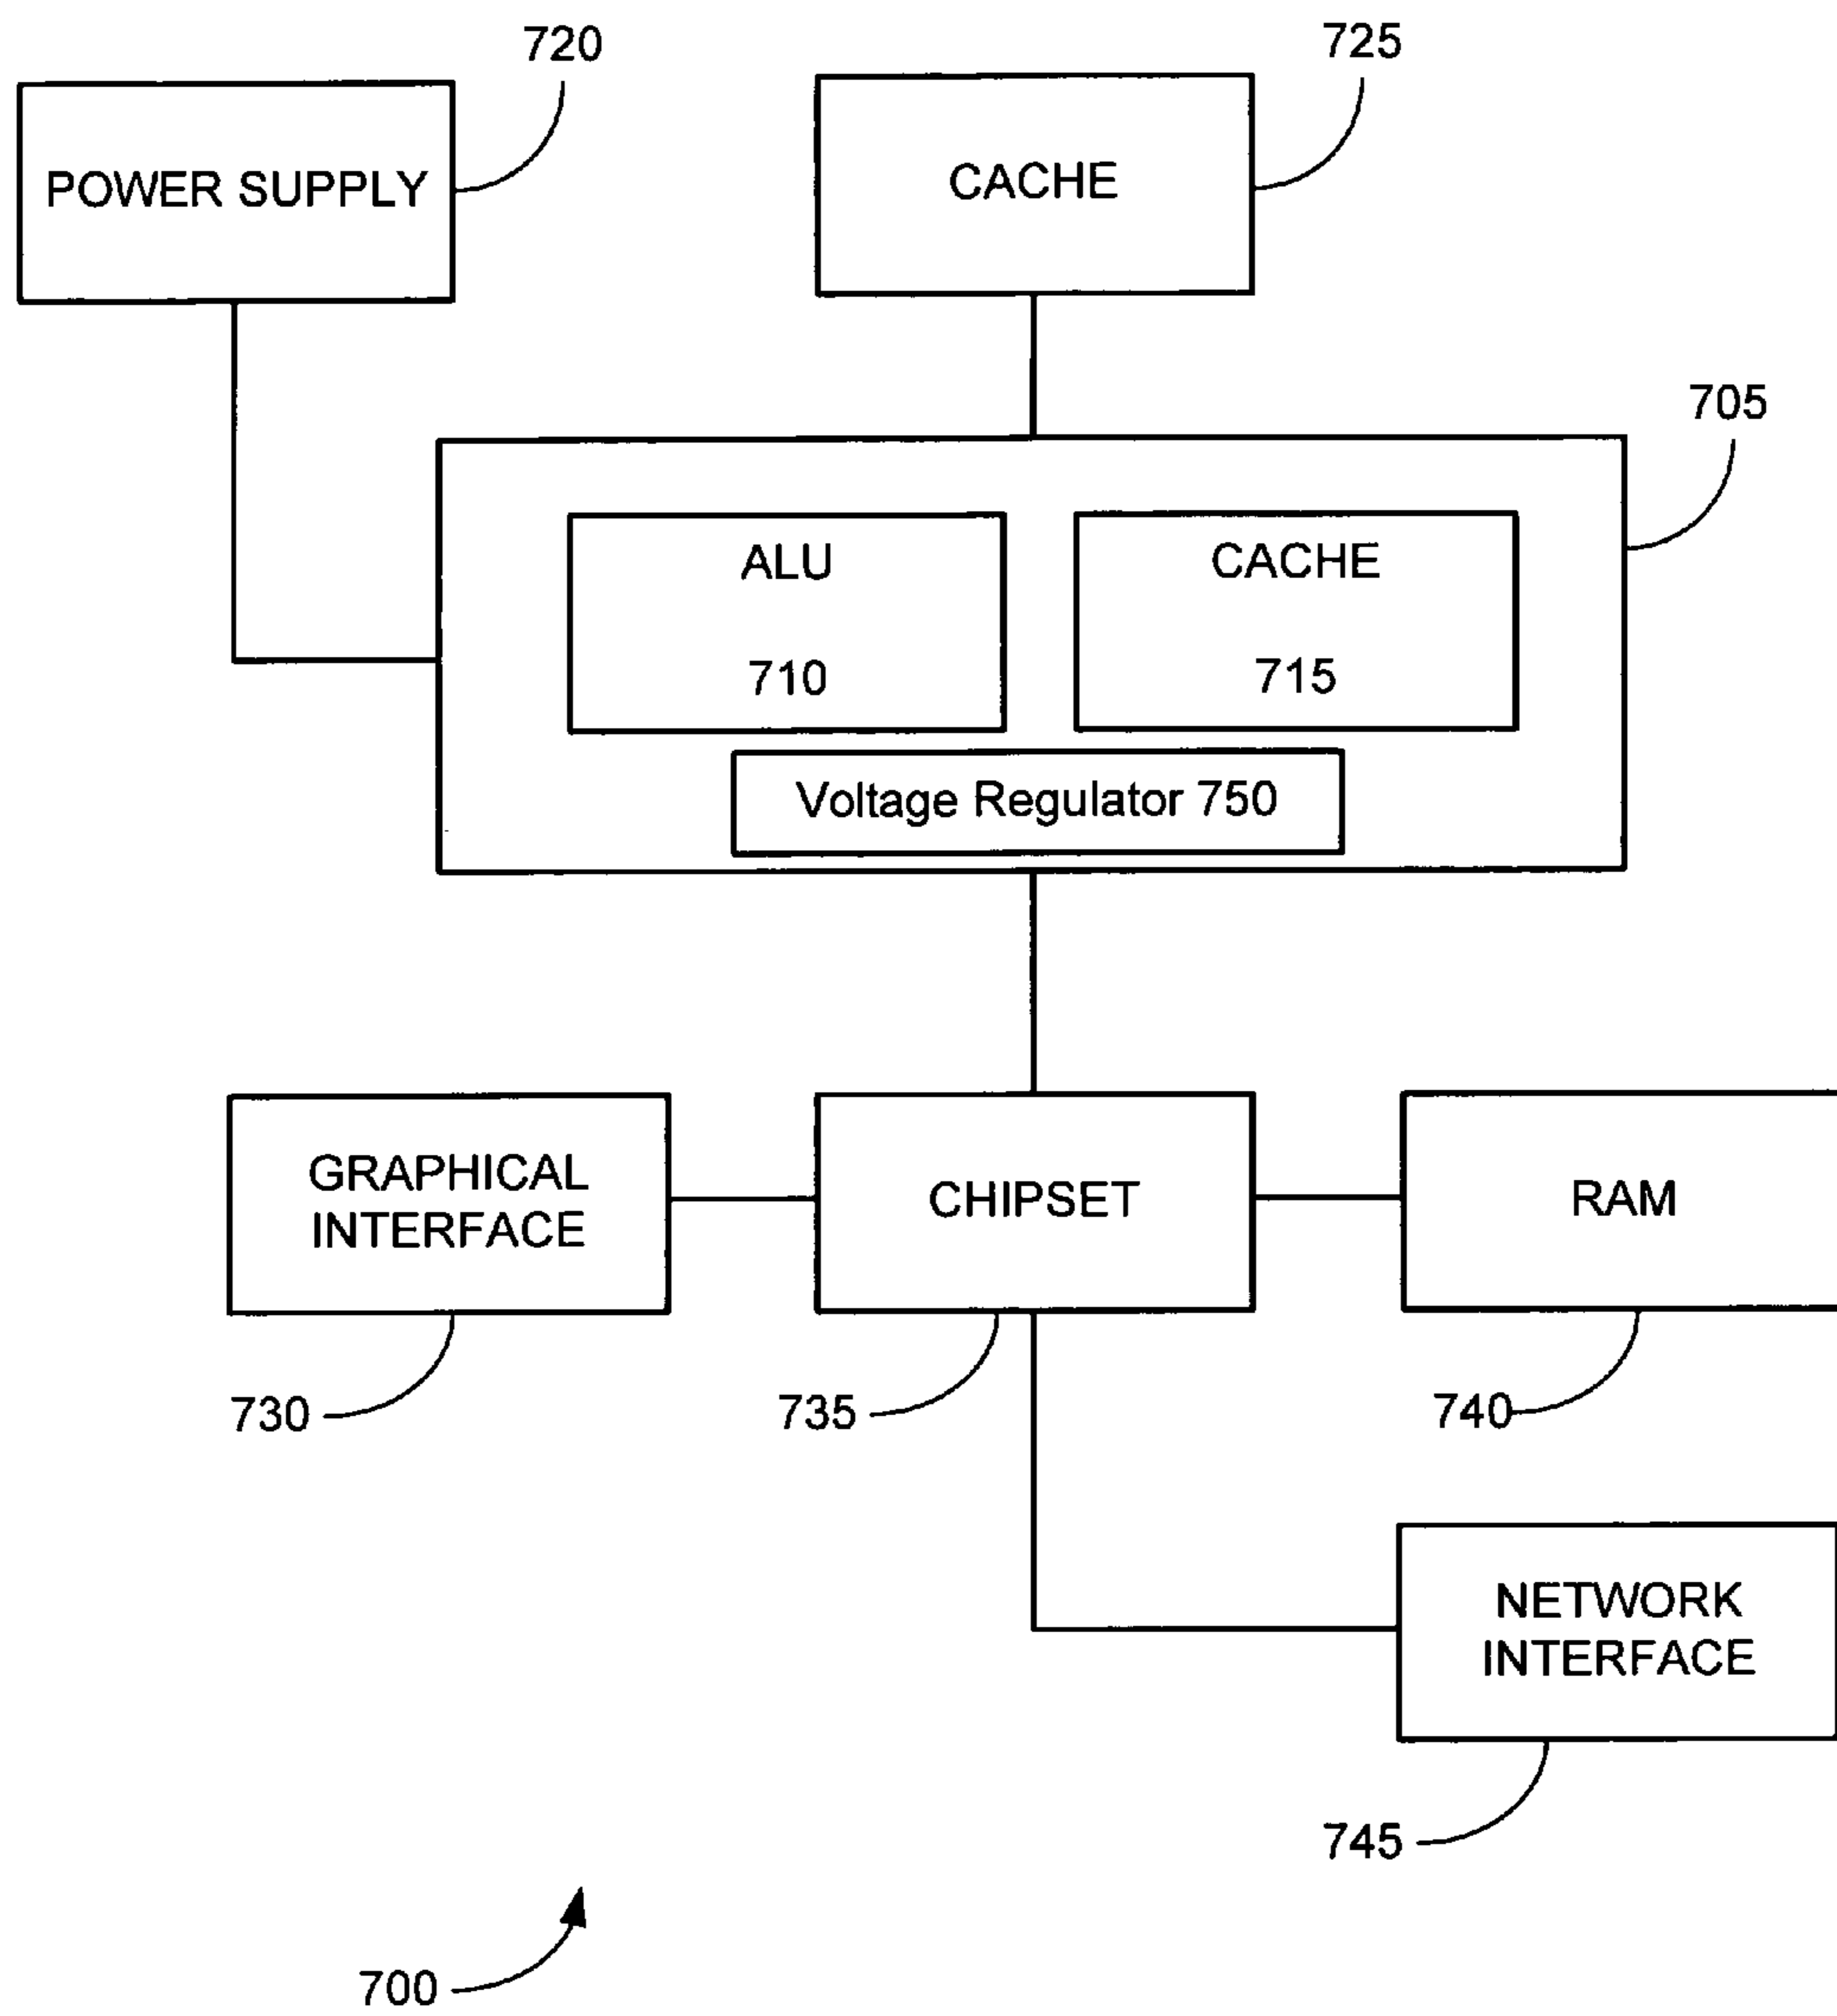 720
725
POWER SUPPLY
CACHE
705
ALU
CACHE
710
715
Voltage Regulator 750
GRAPHICAL
INTERFACE
CHIPSET
RAM
730
735
740
NETWORK
INTERFACE
745
700